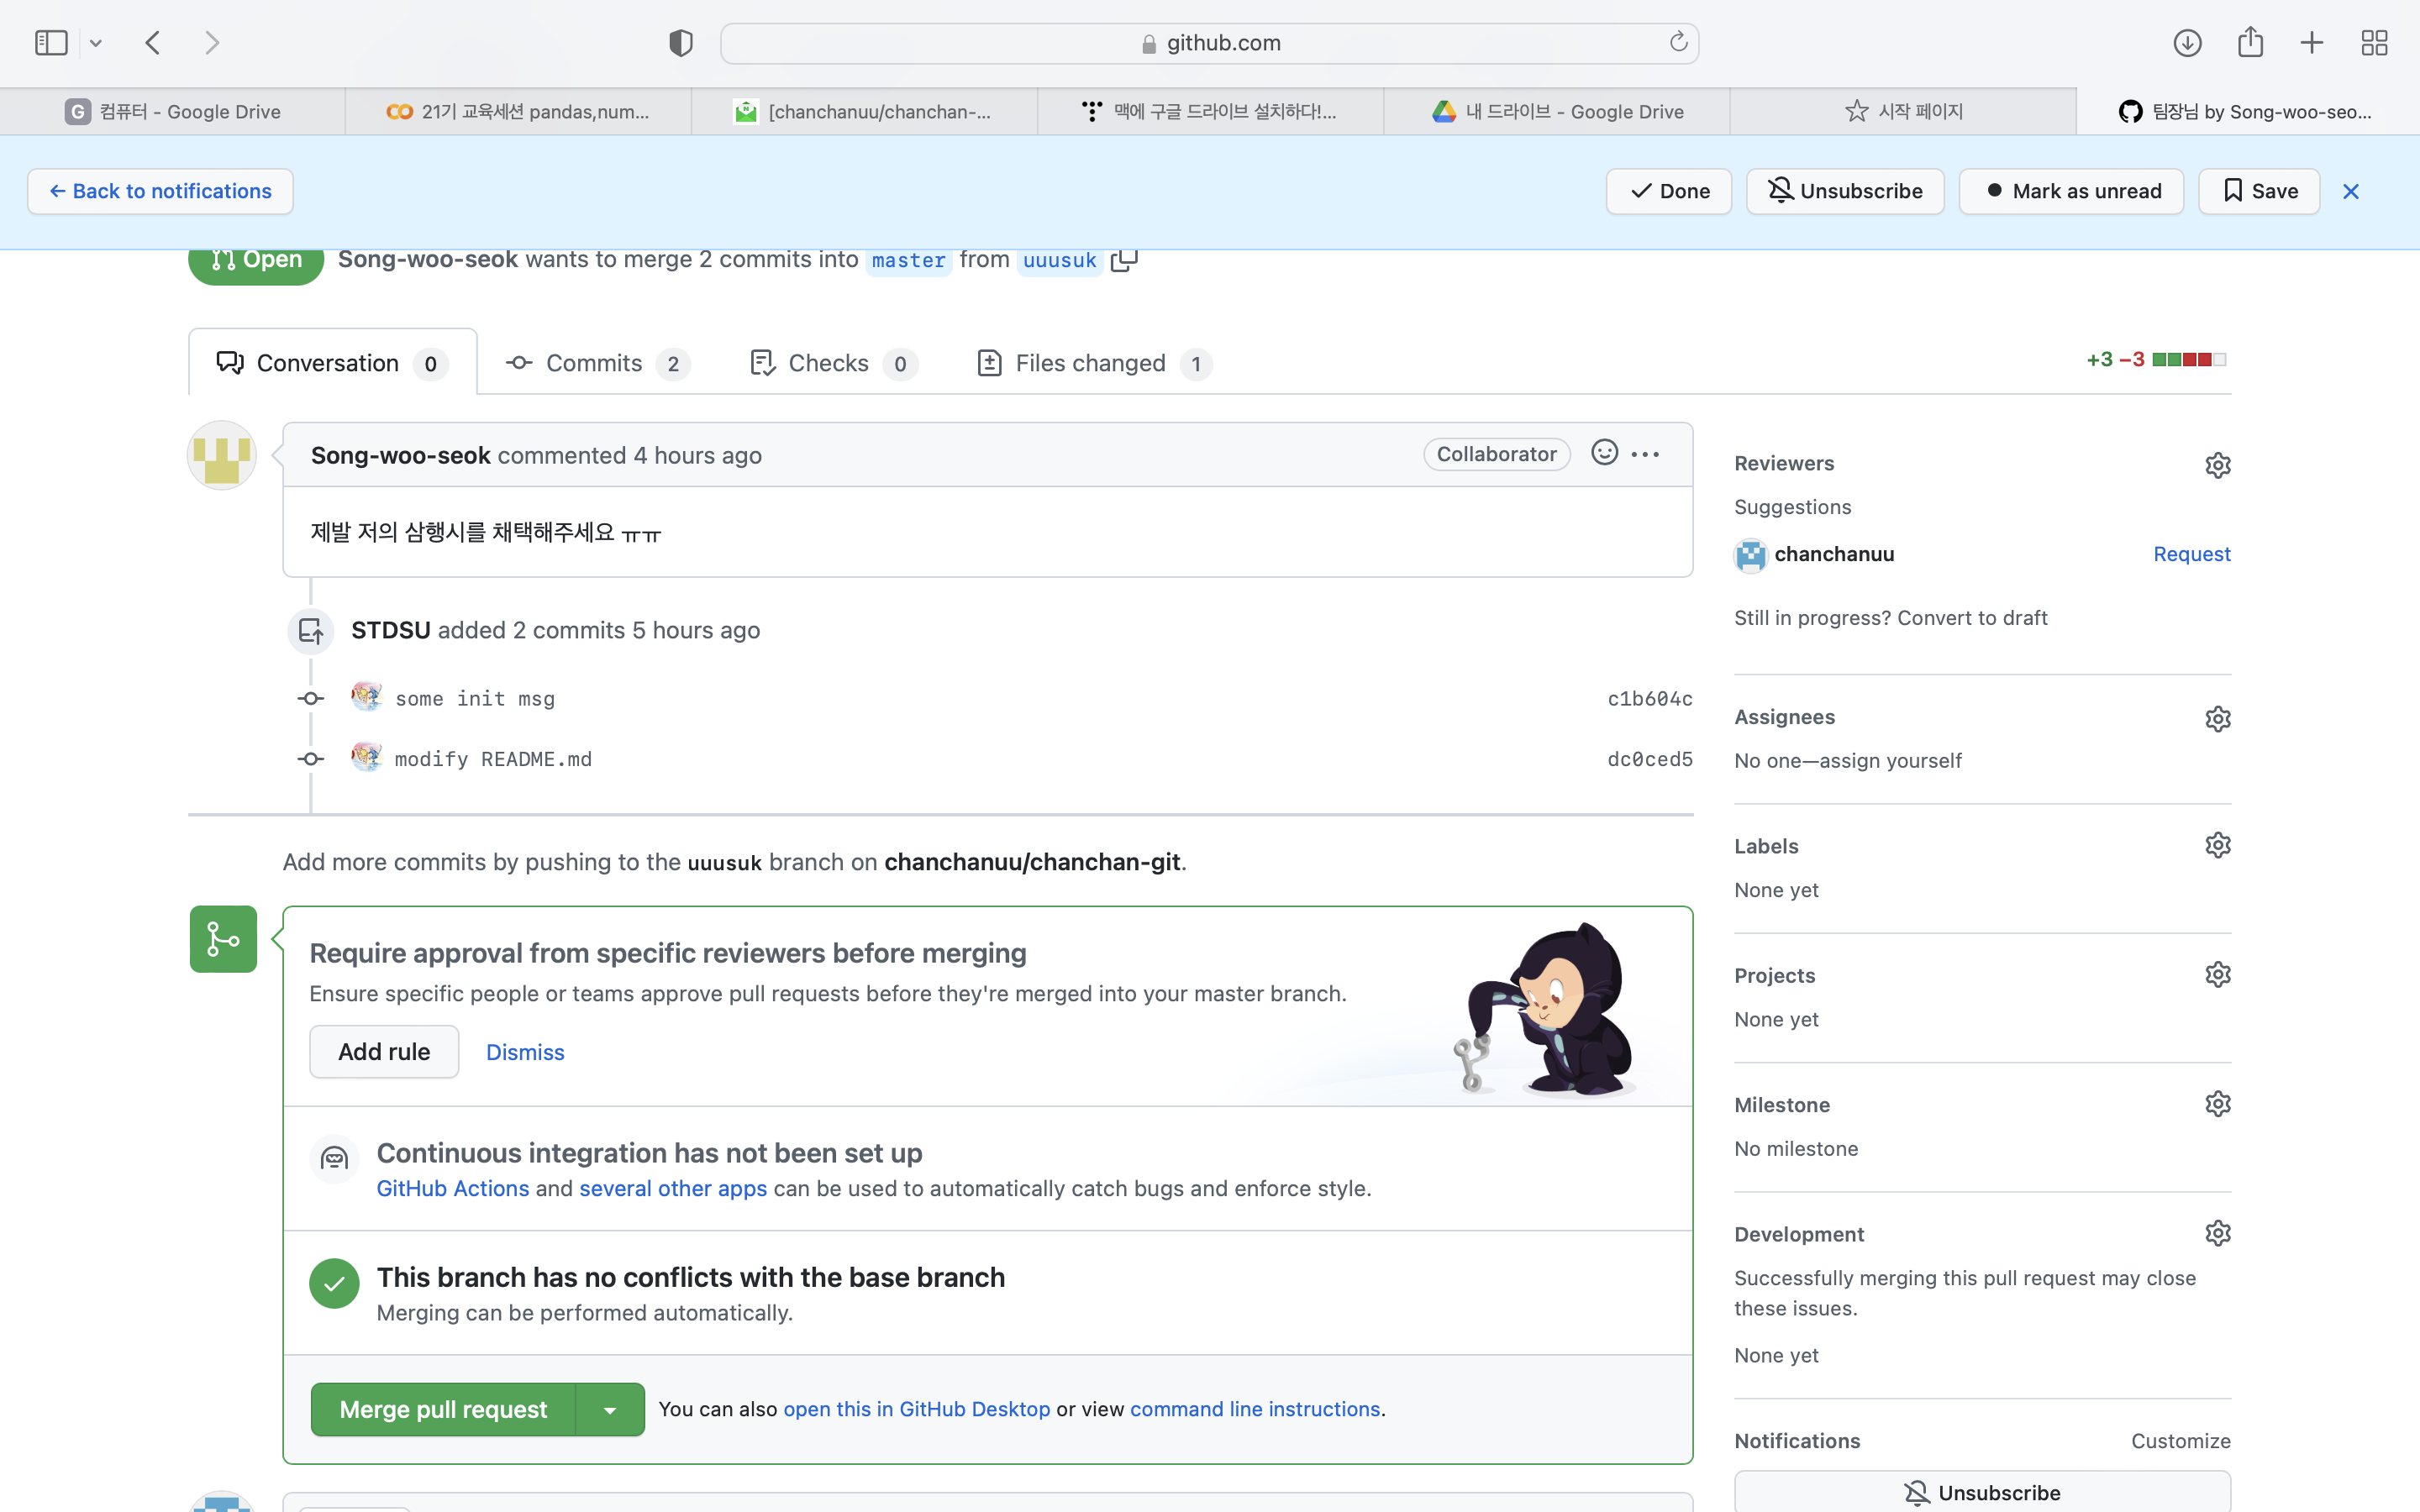 github.com
G 컴퓨터 - Google Drive
21기 교육세션 pandas,num...
[chanchanuu/chanchan-...
맥에 구글 드라이브 설치하다!...
내 드라이브 - Google Drive
시작 페이지
팀장님 by Song-woo-seo...
← Back to notifications
Done
Unsubscribe
Mark as unread
Save
Open
Song-woo-seok wants to merge 2 commits into master from uuusuk
Conversation 0
Commits 2
Checks 0
Files changed 1
+3 −3
Song-woo-seok commented 4 hours ago
Collaborator
제발 저의 삼행시를 채택해주세요 ㅠㅠ
STDSU added 2 commits 5 hours ago
some init msg
c1b604c
modify README.md
dc0ced5
Add more commits by pushing to the uuusuk branch on chanchanuu/chanchan-git.
Require approval from specific reviewers before merging
Ensure specific people or teams approve pull requests before they're merged into your master branch.
Add rule
Dismiss
Continuous integration has not been set up
GitHub Actions and several other apps can be used to automatically catch bugs and enforce style.
This branch has no conflicts with the base branch
Merging can be performed automatically.
Merge pull request
You can also open this in GitHub Desktop or view command line instructions.
Reviewers
Suggestions
chanchanuu
Request
Still in progress? Convert to draft
Assignees
No one—assign yourself
Labels
None yet
Projects
None yet
Milestone
No milestone
Development
Successfully merging this pull request may close
these issues.
None yet
Notifications
Customize
Unsubscribe